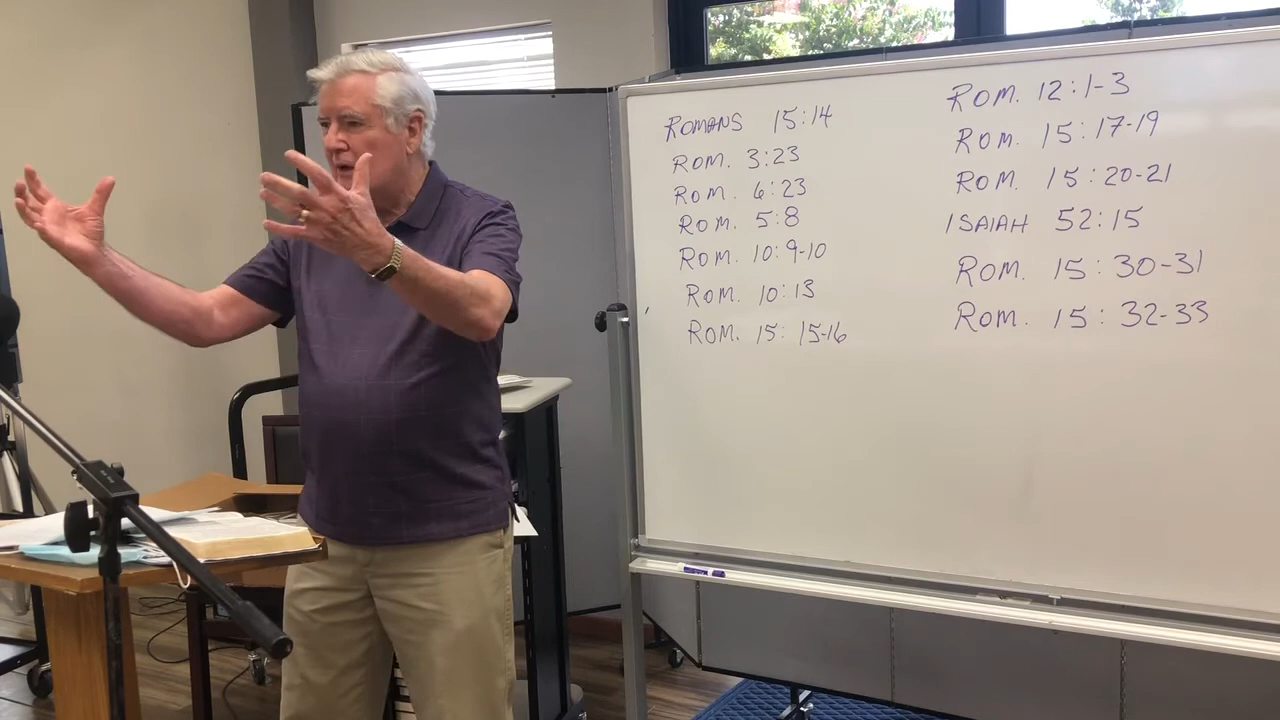 ROMANS 15:14
ROM. 3:23
ROM. 6:23
ROM. 5:8
ROM. 10:9-10
ROM. 10:13
ROM. 15:15-16
ROM. 12:1-3
ROM. 15:17-19
ROM. 15:20-21
ISAIAH 52:15
ROM. 15:30-31
ROM. 15:32-33